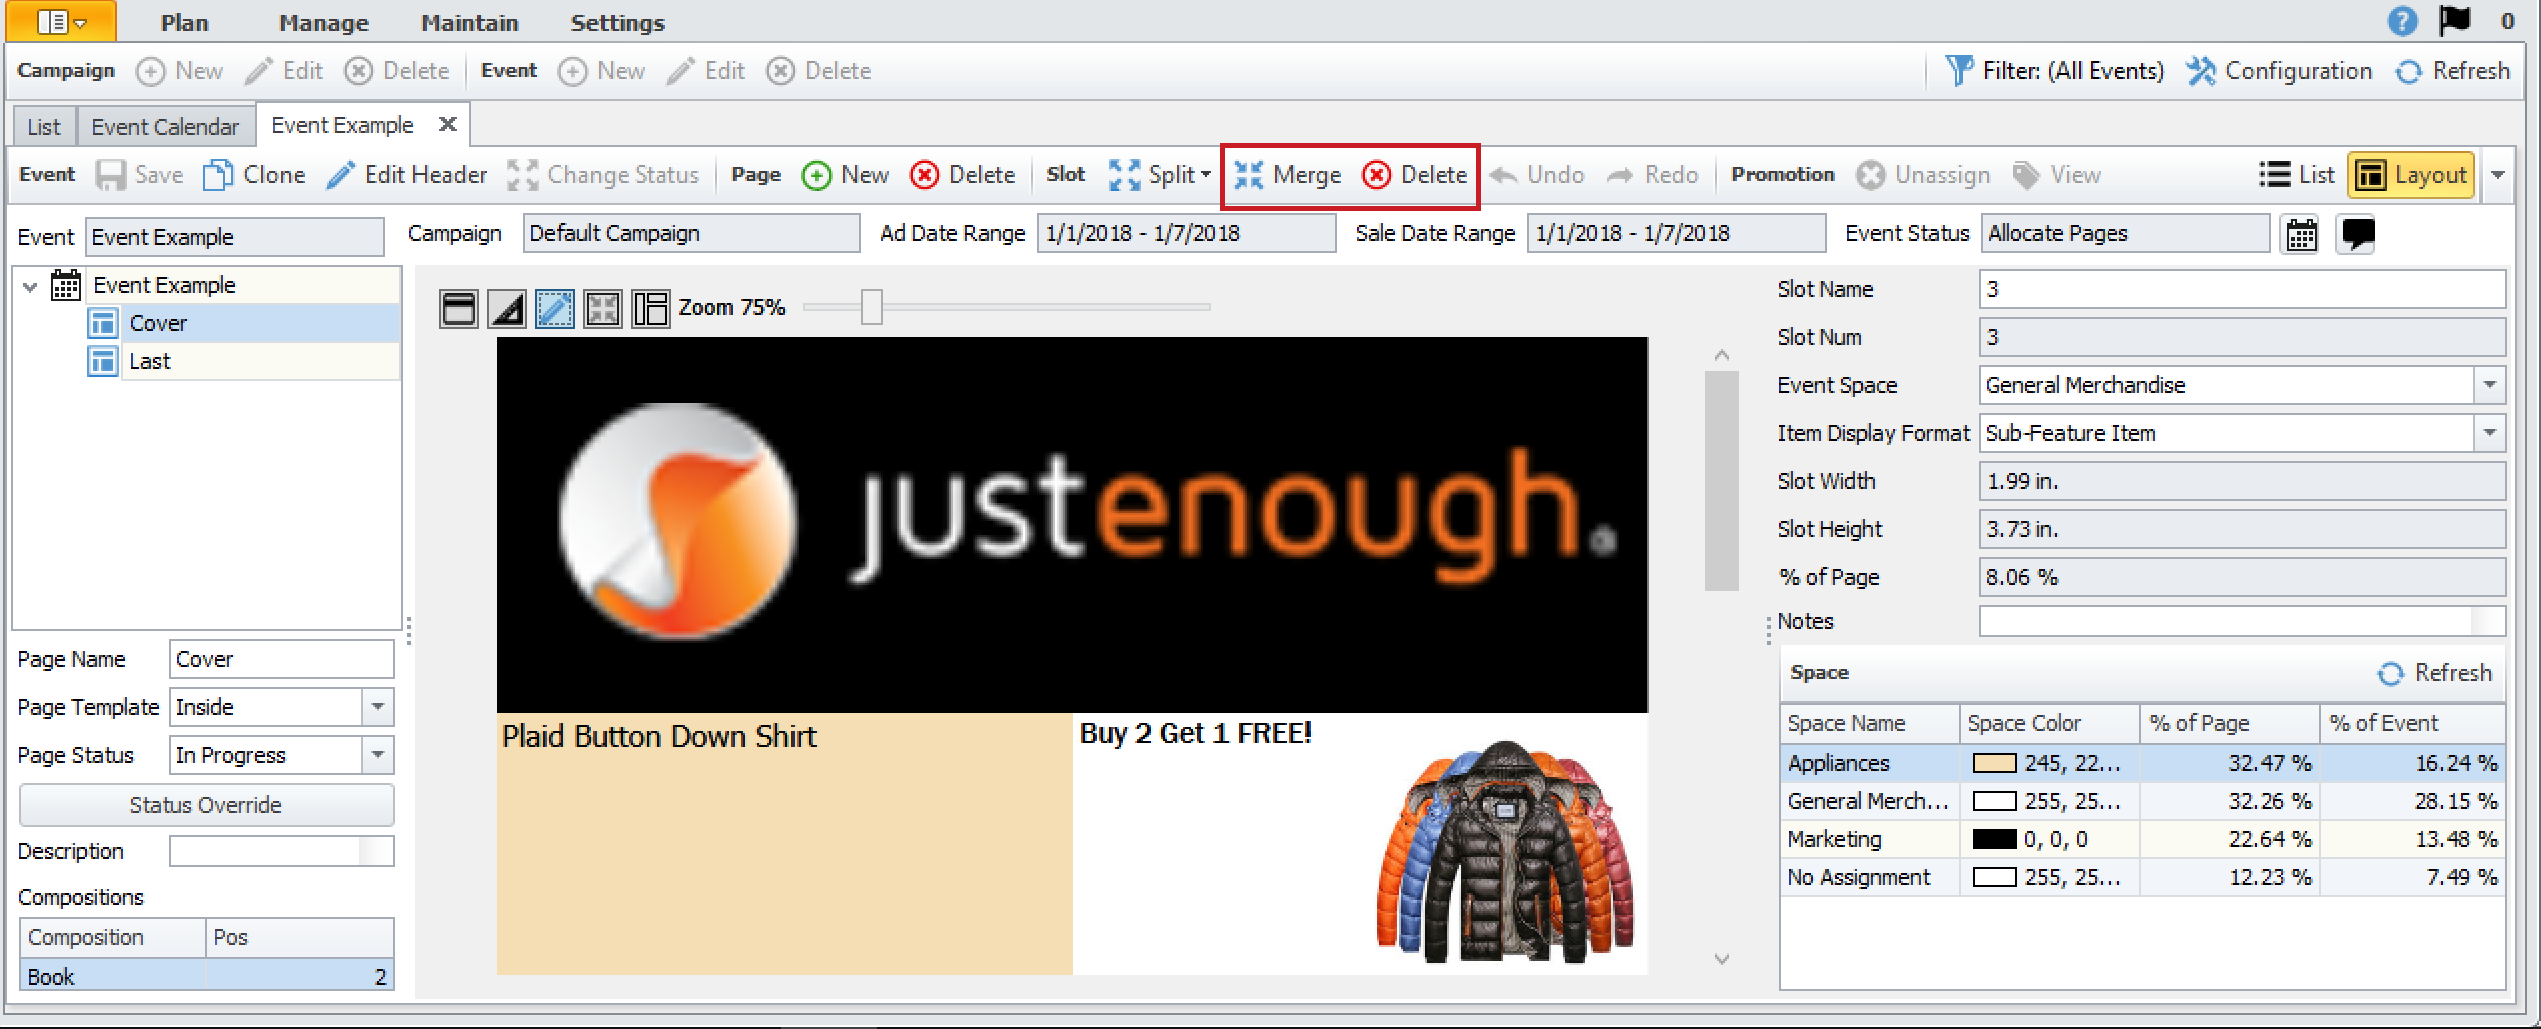 Plan Manage Maintain Settings 0
Campaign New Edit Delete Event New Edit Delete Filter: (All Events) Configuration Refresh
List Event Calendar Event Example
Event Save Clone Edit Header Change Status Page New Delete Slot Split Merge Delete Undo Redo Promotion Unassign View List Layout
Event Event Example Campaign Default Campaign Ad Date Range 1/1/2018 - 1/7/2018 Sale Date Range 1/1/2018 - 1/7/2018 Event Status Allocate Pages
Event Example
Cover
Last
Page Name Cover
Page Template Inside
Page Status In Progress
Status Override
Description
Compositions
Composition Pos
Book 2
Zoom 75%
justenough
Plaid Button Down Shirt
Buy 2 Get 1 FREE!
Slot Name 3
Slot Num 3
Event Space General Merchandise
Item Display Format Sub-Feature Item
Slot Width 1.99 in.
Slot Height 3.73 in.
% of Page 8.06 %
Notes
Space Refresh
Space Name Space Color % of Page % of Event
Appliances 245, 22... 32.47 % 16.24 %
General Merch... 255, 25... 32.26 % 28.15 %
Marketing 0, 0, 0 22.64 % 13.48 %
No Assignment 255, 25... 12.23 % 7.49 %